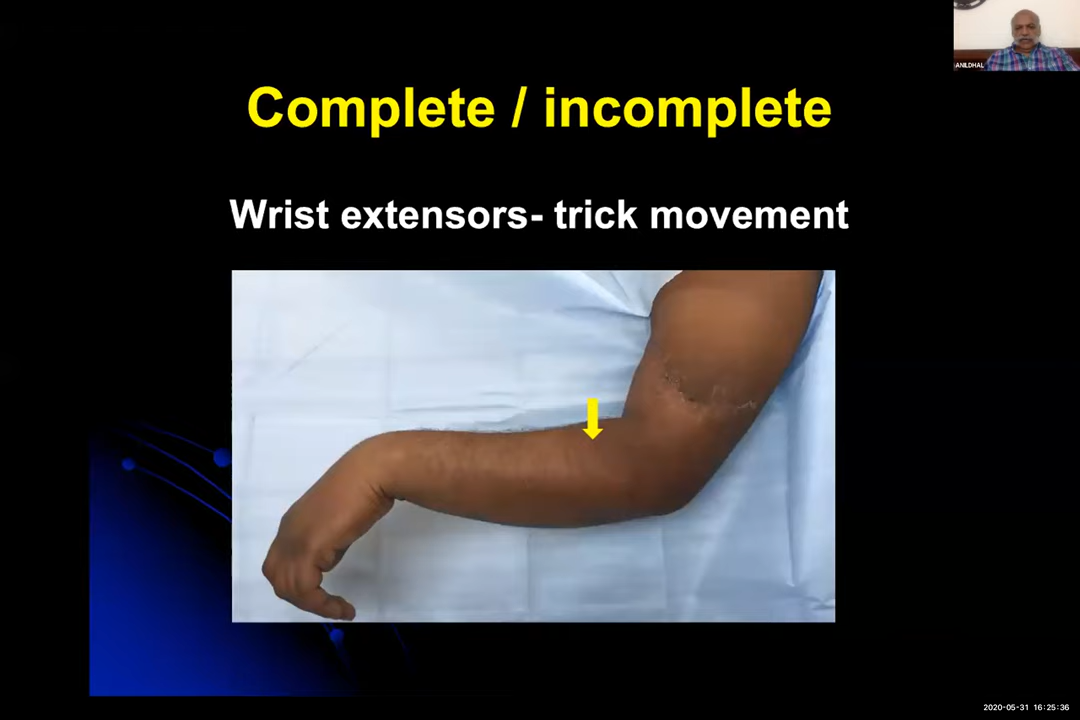 ANILDHAL
Complete / incomplete
Wrist extensors- trick movement
2020-05-31 16:25:36